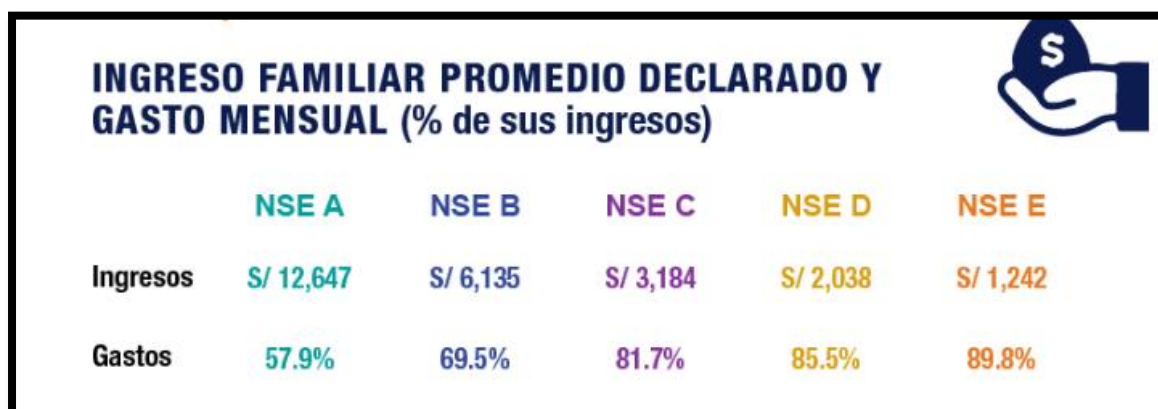 $
INGRESO FAMILIAR PROMEDIO DECLARADO Y
GASTO MENSUAL (% de sus ingresos)
NSE A NSE B NSE C NSE D NSE E
Ingresos S/ 12,647 S/ 6,135 S/ 3,184 S/ 2,038 S/ 1,242
Gastos 57.9% 69.5% 81.7% 85.5% 89.8%